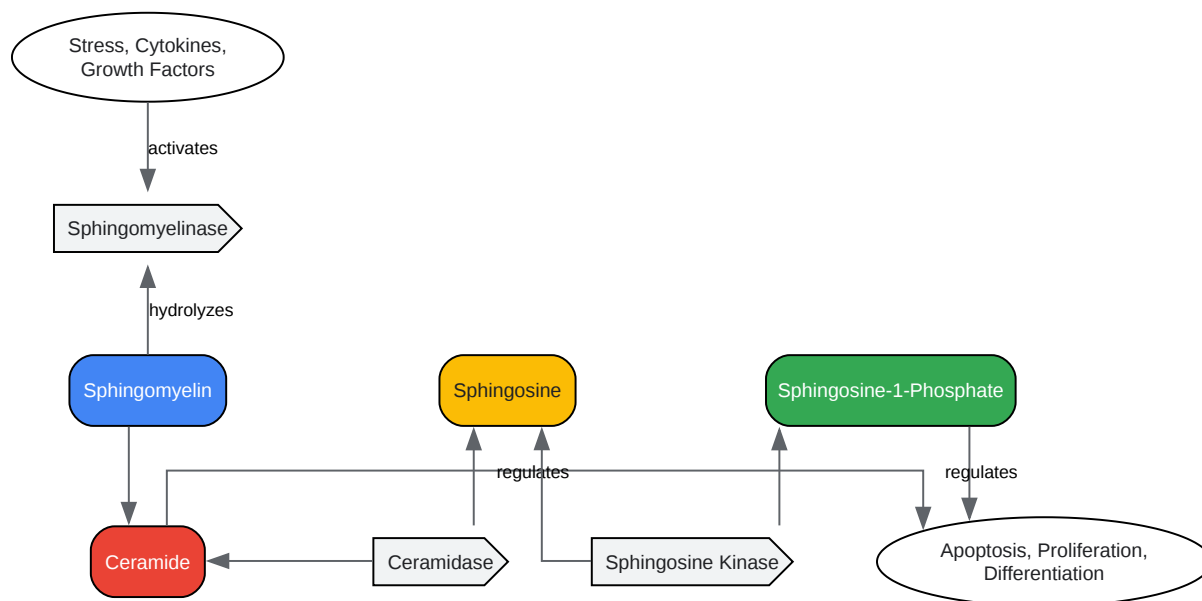 Stress, Cytokines,
Growth Factors
activates
Sphingomyelinase
hydrolyzes
Sphingomyelin
Sphingosine
Sphingosine-1-Phosphate
regulates
regulates
Ceramide
Ceramidase
Sphingosine Kinase
Apoptosis, Proliferation,
Differentiation